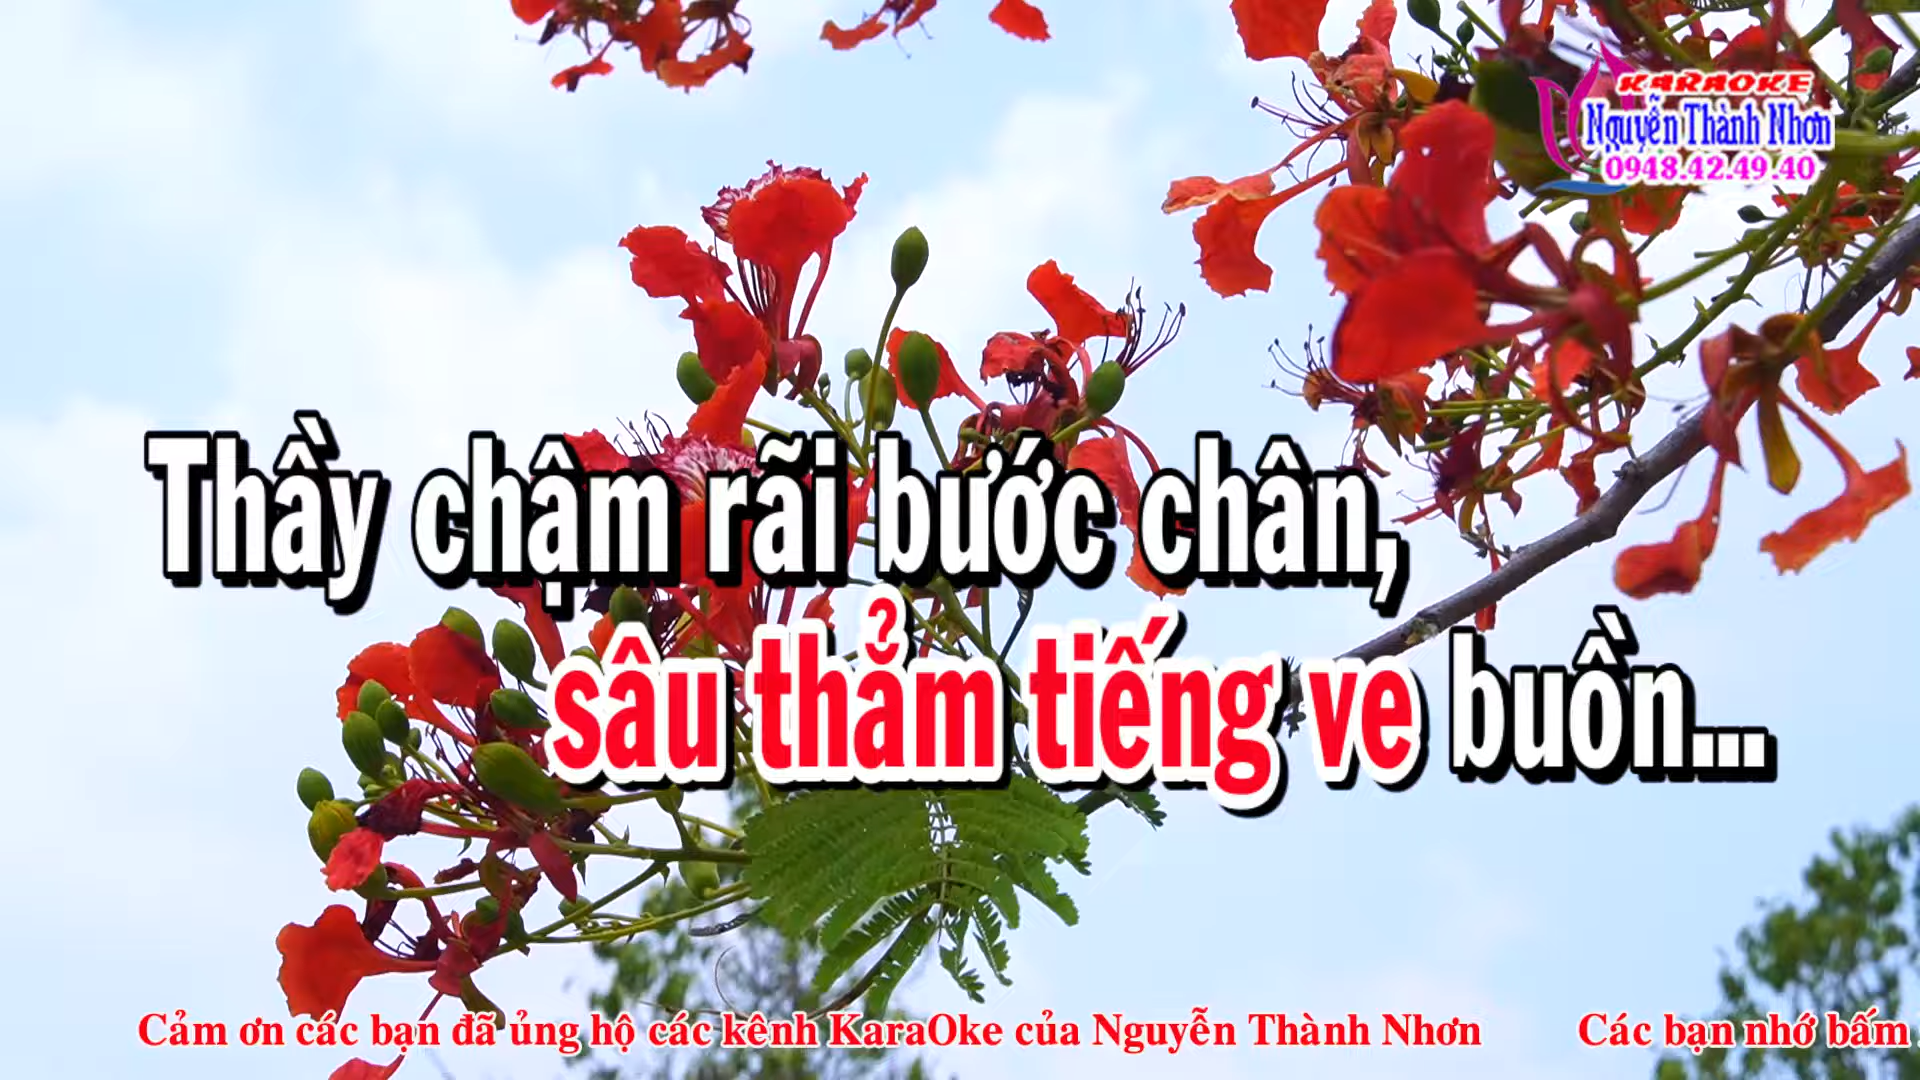 KARAOKE
Nguyễn Thành Nhơn
0948.42.49.40
Thầy chậm rãi bước chân,
sâu thẳm tiếng ve buồn...
Cảm ơn các bạn đã ủng hộ các kênh KaraOke của Nguyễn Thành Nhơn Các bạn nhớ bấm